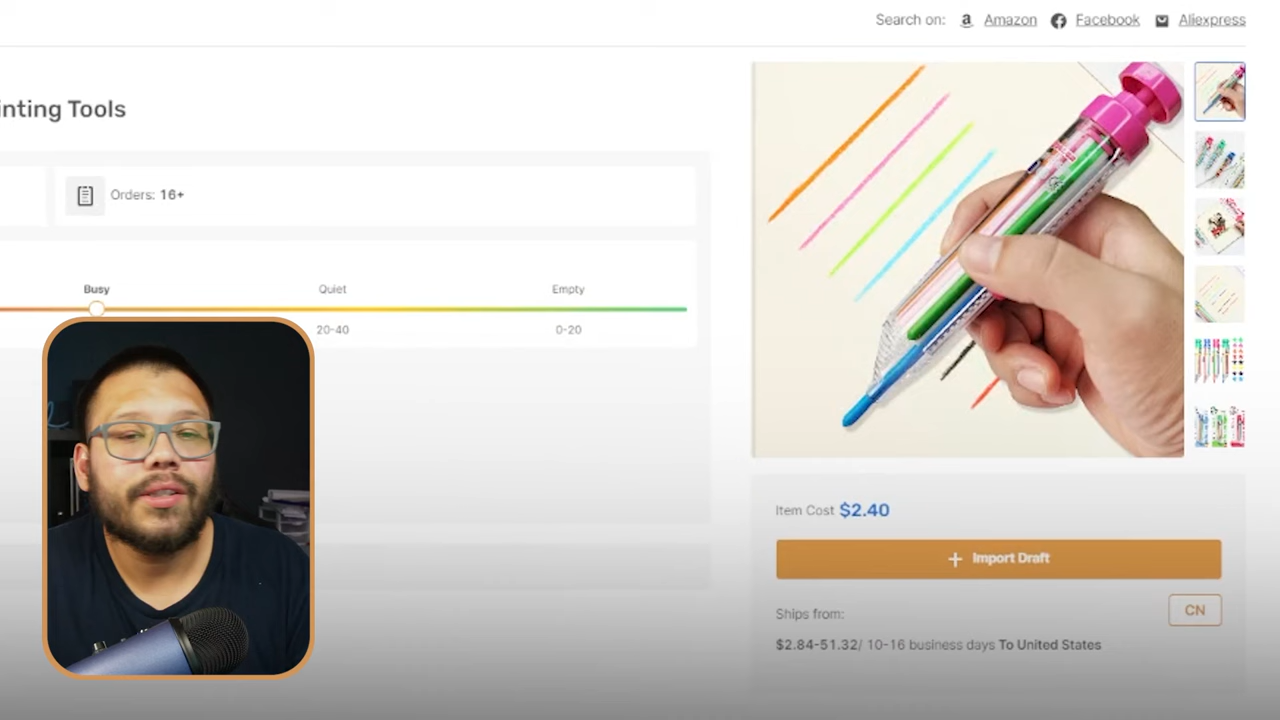 Search on: Amazon Facebook Aliexpress
inting Tools
Orders: 16+
Busy Quiet Empty
20-40 0-20
Item Cost $2.40
+ Import Draft
Ships from: CN
$2.84-51.32/ 10-16 business days To United States